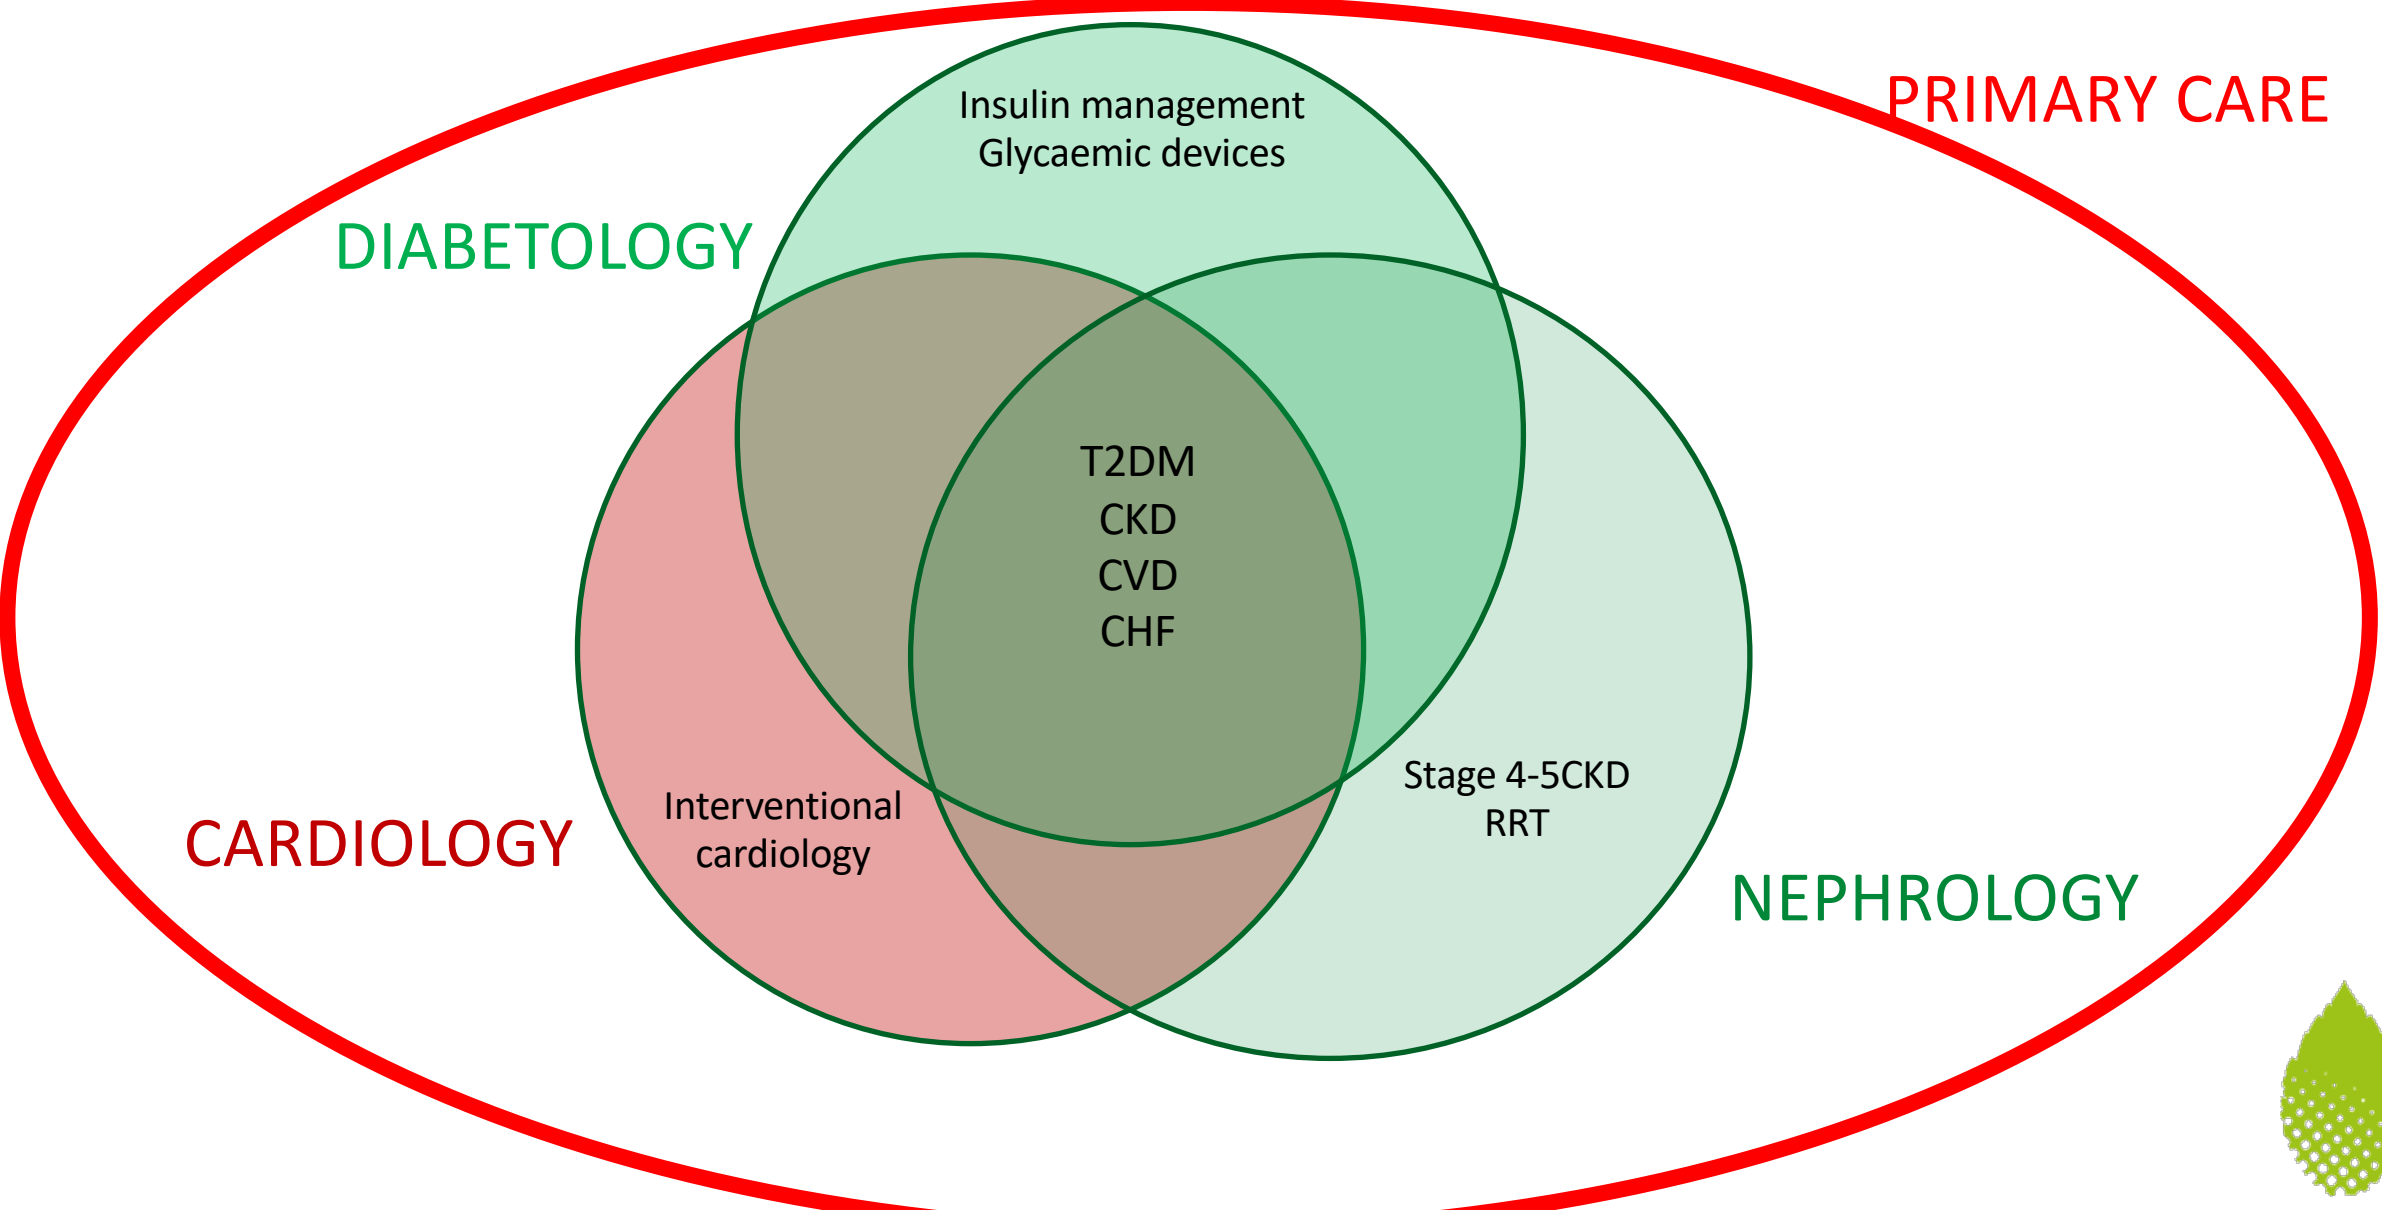 PRIMARY CARE
Insulin management
Glycaemic devices
DIABETOLOGY
T2DM
CKD
CVD
CHF
Stage 4-5CKD
RRT
Interventional
cardiology
CARDIOLOGY
NEPHROLOGY